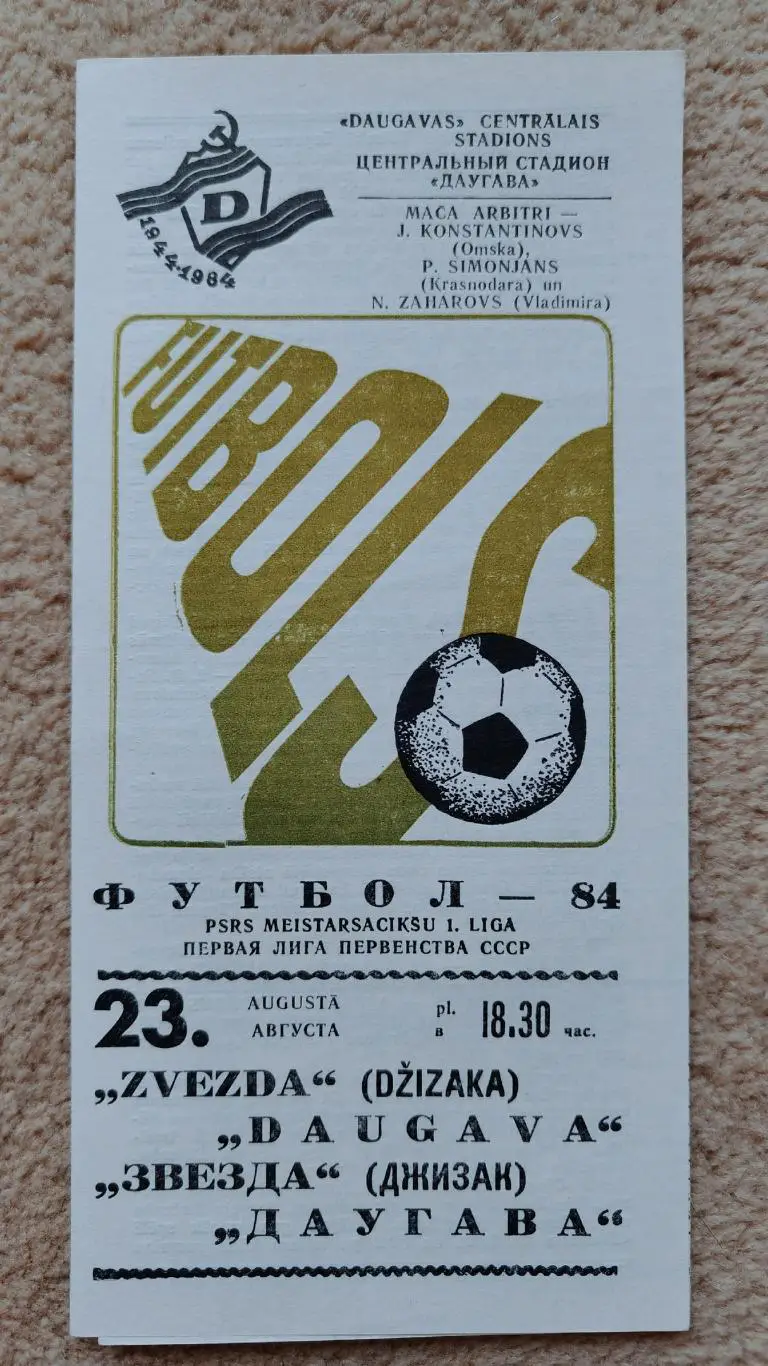 D
1944-1984
«DAUGAVAS» CENTRĀLAIS
STADIONS
ЦЕНТРАЛЬНЫЙ СТАДИОН
«ДАУГАВА»
MAČA ARBITRI —
J. KONSTANTINOVS
(Omska),
P. SIMONJANS
(Krasnodara) un
N. ZAHAROVS (Vladimira)
FUTBOLS
ФУТБОЛ — 84
PSRS MEISTARSACĪKŠU 1. LIGA
ПЕРВАЯ ЛИГА ПЕРВЕНСТВА СССР
23. AUGUSTĀ pl. 18.30 час.
АВГУСТА в
„ZVEZDA“ (DŽIZAKA)
„DAUGAVA“
„ЗВЕЗДА“ (ДЖИЗАК)
„ДАУГАВА“